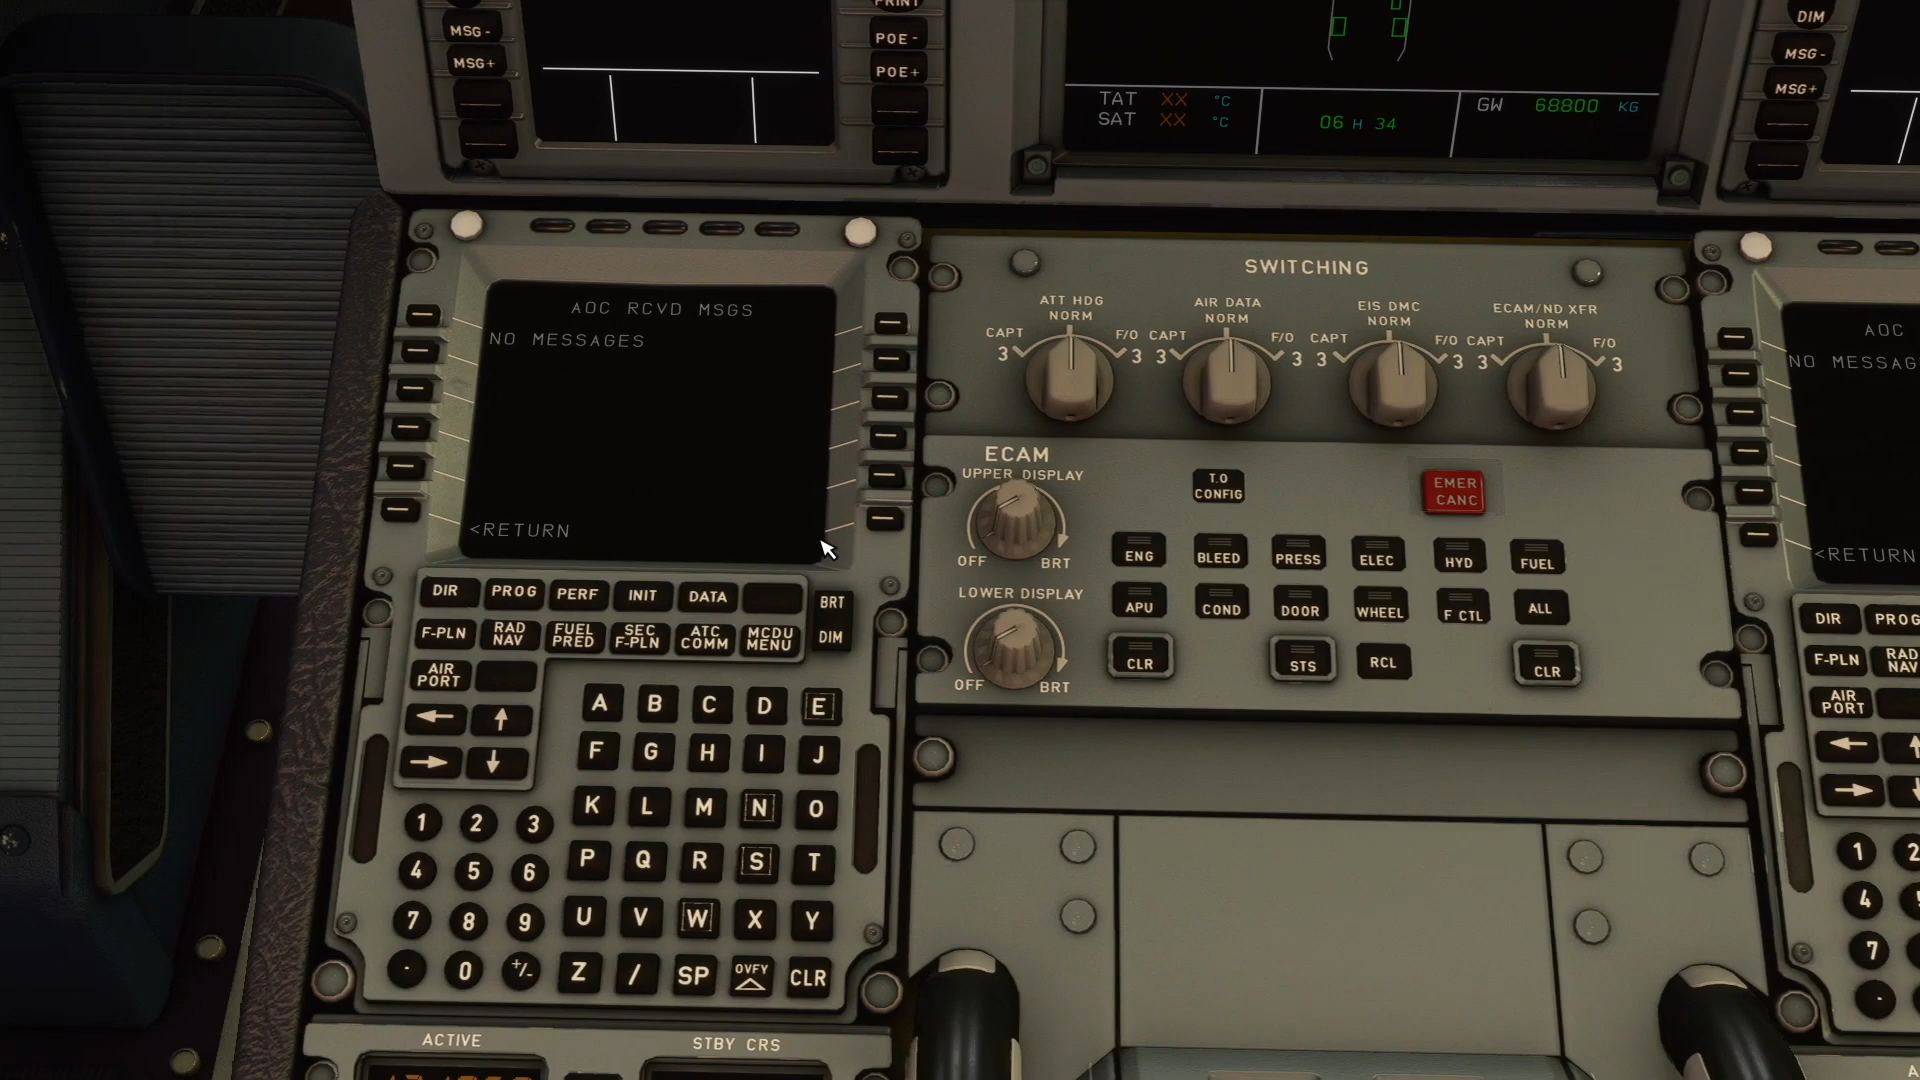 PRINT
MSG -
POE -
MSG+
POE+
DIM
MSG-
MSG+
TAT XX °C
SAT XX °C
06 H 34
GW 68800 KG
AOC RCVD MSGS
NO MESSAGES
<RETURN
SWITCHING
ATT HDG
NORM
CAPT
3
F/O
3
AIR DATA
NORM
CAPT
3
F/O
3
EIS DMC
NORM
CAPT
3
F/O
3
ECAM/ND XFR
NORM
CAPT
3
F/O
3
AOC
NO MESSAG
<RETURN
ECAM
UPPER DISPLAY
OFF
BRT
LOWER DISPLAY
OFF
BRT
T.O
CONFIG
EMER
CANC
ENG
BLEED
PRESS
ELEC
HYD
FUEL
APU
COND
DOOR
WHEEL
F CTL
ALL
CLR
STS
RCL
CLR
DIR
PROG
PERF
INIT
DATA
BRT
DIM
F-PLN
RAD
NAV
FUEL
PRED
SEC
F-PLN
ATC
COMM
MCDU
MENU
AIR
PORT
A B C D E
F G H I J
K L M N O
P Q R S T
U V W X Y
Z / SP OVFY CLR
1 2 3
4 5 6
7 8 9
. 0 +/-
DIR
PROG
F-PLN
RAD
NAV
AIR
PORT
1 2
4
7
.
ACTIVE
STBY CRS